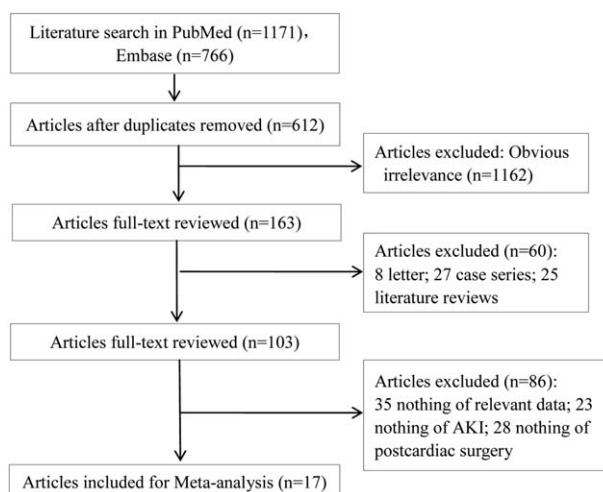 Literature search in PubMed (n=1171)，
Embase (n=766)
Articles after duplicates removed (n=612)
Articles excluded: Obvious
irrelevance (n=1162)
Articles full-text reviewed (n=163)
Articles excluded (n=60):
8 letter; 27 case series; 25
literature reviews
Articles full-text reviewed (n=103)
Articles excluded (n=86):
35 nothing of relevant data; 23
nothing of AKI; 28 nothing of
postcardiac surgery
Articles included for Meta-analysis (n=17)